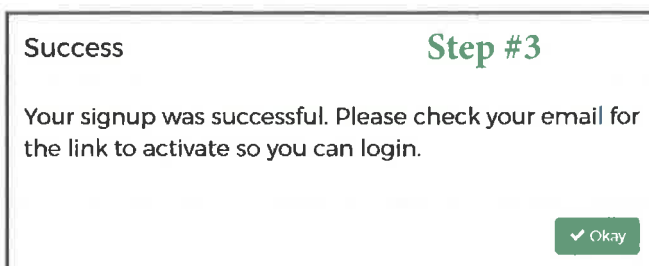 Success
Step #3
Your signup was successful. Please check your email for
the link to activate so you can login.
Okay